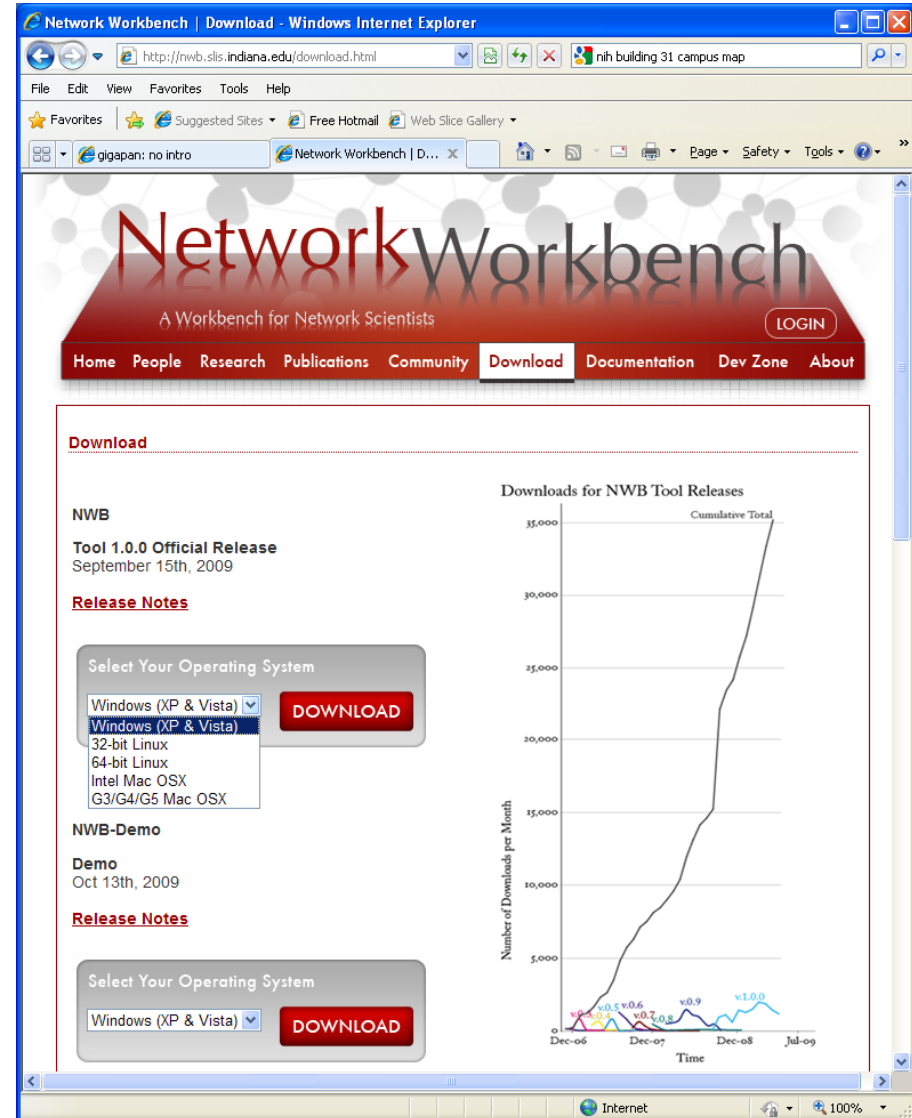 Network Workbench | Download - Windows Internet Explorer
http://nwb.slis.indiana.edu/download.html
nih building 31 campus map
File Edit View Favorites Tools Help
Favorites Suggested Sites Free Hotmail Web Slice Gallery
gigapan: no intro
Network Workbench | D...
Page Safety Tools
NetworkWorkbench
A Workbench for Network Scientists
LOGIN
Home People Research Publications Community Download Documentation Dev Zone About
Download
NWB
Tool 1.0.0 Official Release
September 15th, 2009
Release Notes
Select Your Operating System
Windows (XP & Vista)
DOWNLOAD
Windows (XP & Vista)
32-bit Linux
64-bit Linux
Intel Mac OSX
G3/G4/G5 Mac OSX
NWB-Demo
Demo
Oct 13th, 2009
Release Notes
Select Your Operating System
Windows (XP & Vista)
DOWNLOAD
Downloads for NWB Tool Releases
Cumulative Total
35,000
30,000
25,000
20,000
15,000
10,000
5,000
0
Number of Downloads per Month
v.0.4
v.0.5
v.0.6
v.0.7
v.0.8
v.0.9
v.1.0.0
Dec-06 Dec-07 Dec-08 Jul-09
Time
Internet
100%